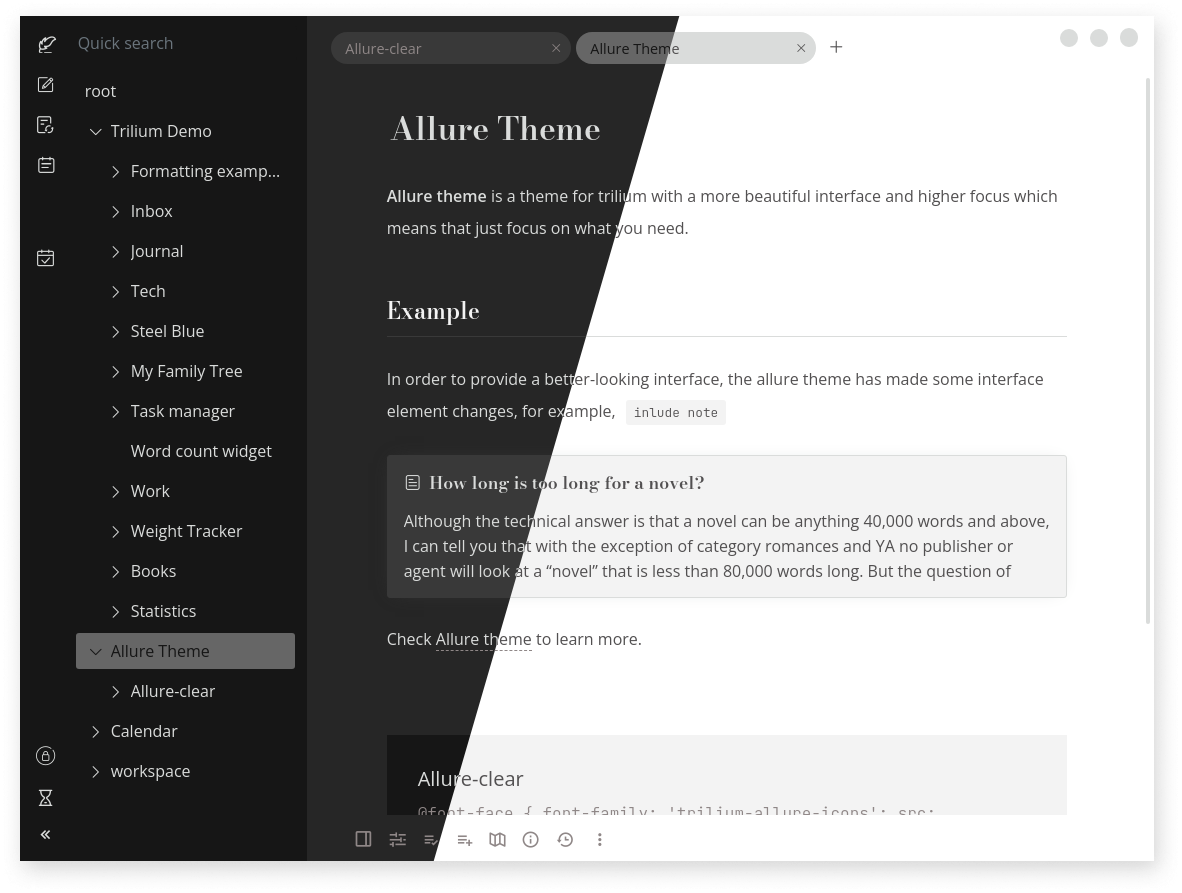 Quick search
root
Trilium Demo
Formatting examp...
Inbox
Journal
Tech
Steel Blue
My Family Tree
Task manager
Word count widget
Work
Weight Tracker
Books
Statistics
Allure Theme
Allure-clear
Calendar
workspace
Allure-clear
Allure Theme
Allure Theme
Allure theme is a theme for trilium with a more beautiful interface and higher focus which
means that just focus on what you need.
Example
In order to provide a better-looking interface, the allure theme has made some interface
element changes, for example, inlude note
How long is too long for a novel?
Although the technical answer is that a novel can be anything 40,000 words and above,
I can tell you that with the exception of category romances and YA no publisher or
agent will look at a “novel” that is less than 80,000 words long. But the question of
Check Allure theme to learn more.
Allure-clear
@font-face { font-family: 'trilium-allure-icons'; src: